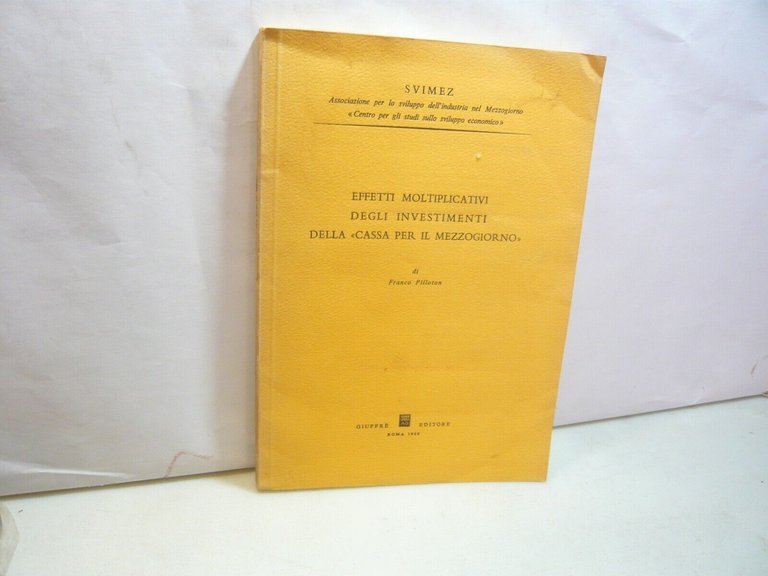 SVIMEZ
Associazione per lo sviluppo dell'industria nel Mezzogiorno
« Centro per gli studi sullo sviluppo economico »
EFFETTI MOLTIPLICATIVI
DEGLI INVESTIMENTI
DELLA «CASSA PER IL MEZZOGIORNO»
di
Franco Pilloton
GIUFFRÈ EDITORE
ROMA